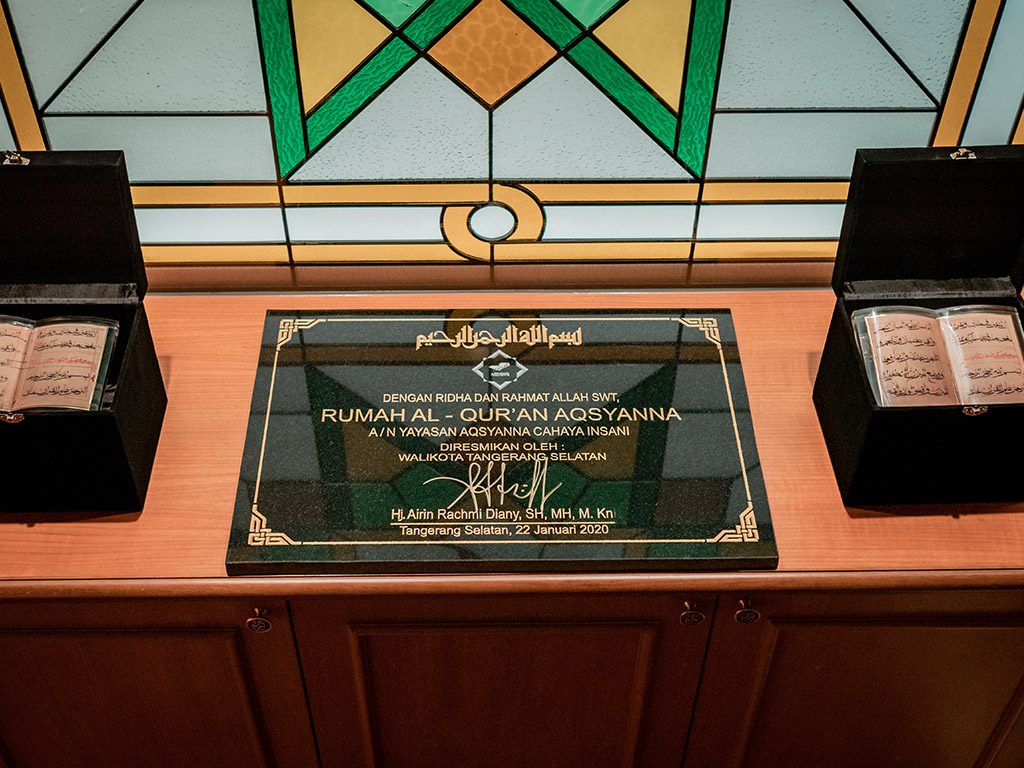 بسم الله الرحمن الرحيم
DENGAN RIDHA DAN RAHMAT ALLAH SWT,
RUMAH AL - QUR'AN AQSYANNA
A / N YAYASAN AQSYANNA CAHAYA INSANI
DIRESMIKAN OLEH :
WALIKOTA TANGERANG SELATAN
Hj. Airin Rachmi Diany, SH, MH, M. Kn
Tangerang Selatan, 22 Januari 2020